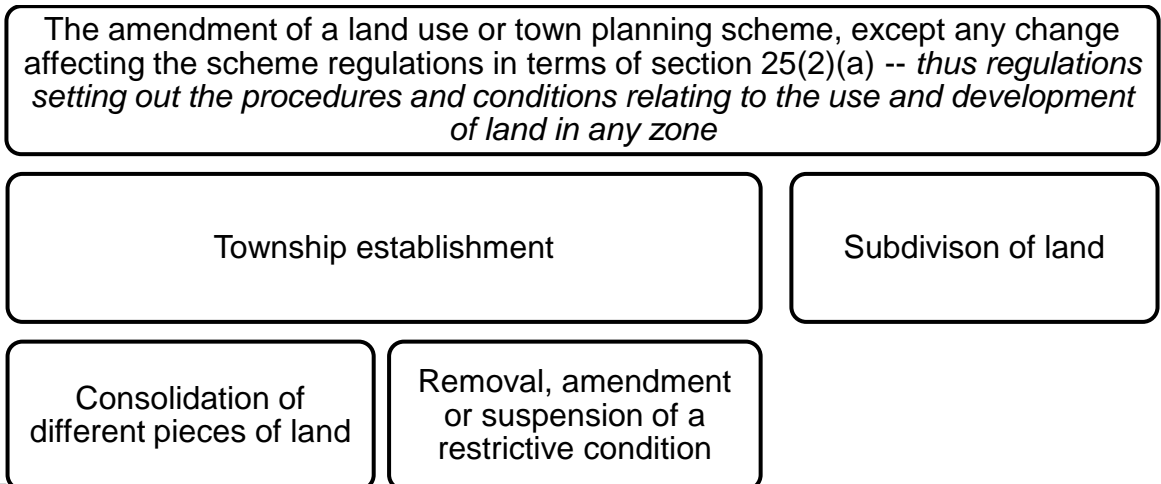 The amendment of a land use or town planning scheme, except any change
affecting the scheme regulations in terms of section 25(2)(a) -- thus regulations
setting out the procedures and conditions relating to the use and development
of land in any zone
Township establishment
Subdivison of land
Consolidation of
different pieces of land
Removal, amendment
or suspension of a
restrictive condition